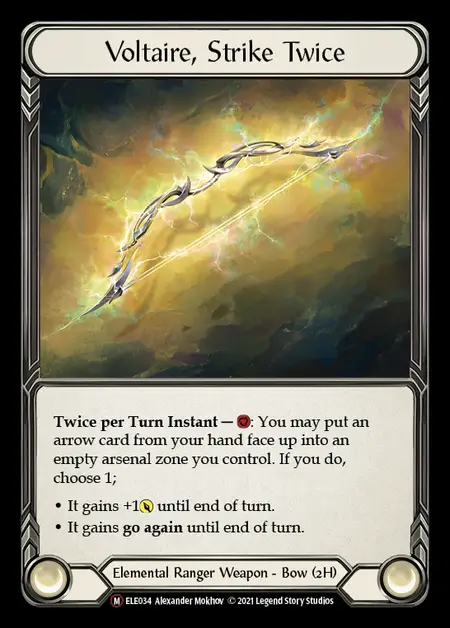 Voltaire, Strike Twice
Twice per Turn Instant — : You may put an
arrow card from your hand face up into an
empty arsenal zone you control. If you do,
choose 1;
• It gains +1 until end of turn.
• It gains go again until end of turn.
Elemental Ranger Weapon - Bow (2H)
M ELE034 Alexander Mokhov © 2021 Legend Story Studios